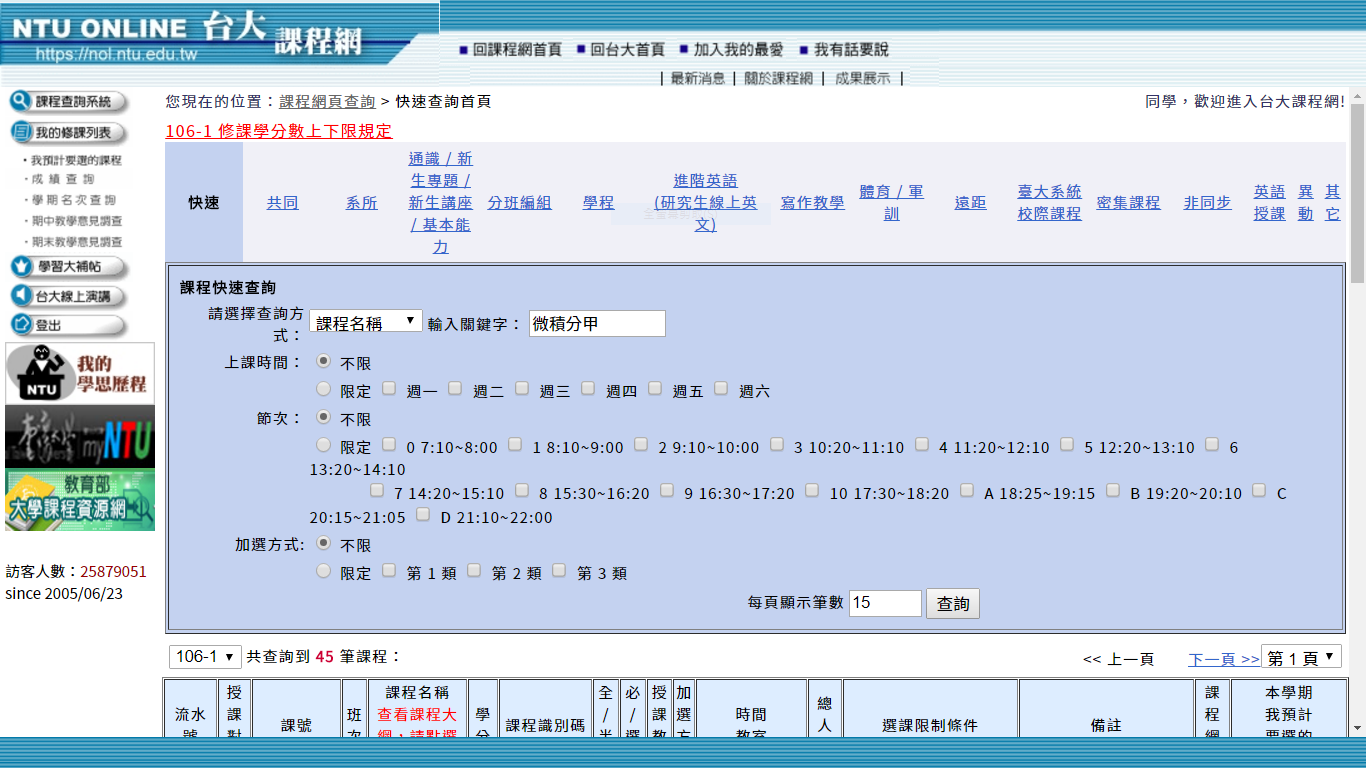 NTU ONLINE 台大課程網
https://nol.ntu.edu.tw
回課程網首頁 回台大首頁 加入我的最愛 我有話要說
| 最新消息 | 關於課程網 | 成果展示 |
課程查詢系統
我的修課列表
・我預計要選的課程
・成績查詢
・學期名次查詢
・期中教學意見調查
・期末教學意見調查
學習大補帖
台大線上演講
登出
我的
學思歷程
NTU
myNTU
教育部
大學課程資源網
訪客人數：25879051
since 2005/06/23
您現在的位置：課程網頁查詢 > 快速查詢首頁
同學，歡迎進入台大課程網!
106-1 修課學分數上下限規定
快速
共同
系所
通識 / 新
生專題 /
新生講座
/ 基本能
力
分班編組
學程
進階英語
(研究生線上英
文)
寫作教學
體育 / 軍
訓
遠距
臺大系統
校際課程
密集課程
非同步
英語
授課
異
動
其
它
課程快速查詢
請選擇查詢方
式：
課程名稱 輸入關鍵字： 微積分甲
上課時間： 不限
限定 週一 週二 週三 週四 週五 週六
節次： 不限
限定 0 7:10~8:00 1 8:10~9:00 2 9:10~10:00 3 10:20~11:10 4 11:20~12:10 5 12:20~13:10 6
13:20~14:10
7 14:20~15:10 8 15:30~16:20 9 16:30~17:20 10 17:30~18:20 A 18:25~19:15 B 19:20~20:10 C
20:15~21:05 D 21:10~22:00
加選方式: 不限
限定 第 1 類 第 2 類 第 3 類
每頁顯示筆數 15 查詢
106-1 共查詢到 45 筆課程：
<< 上一頁 下一頁 >> 第 1 頁
流水
號
授
課
對
課號
班
次
課程名稱
查看課程大
綱，請點選
學
分
課程識別碼
全
/
半
必
/
選
授
課
教
加
選
方
時間
教室
總
人
選課限制條件
備註
課
程
網
本學期
我預計
要選的